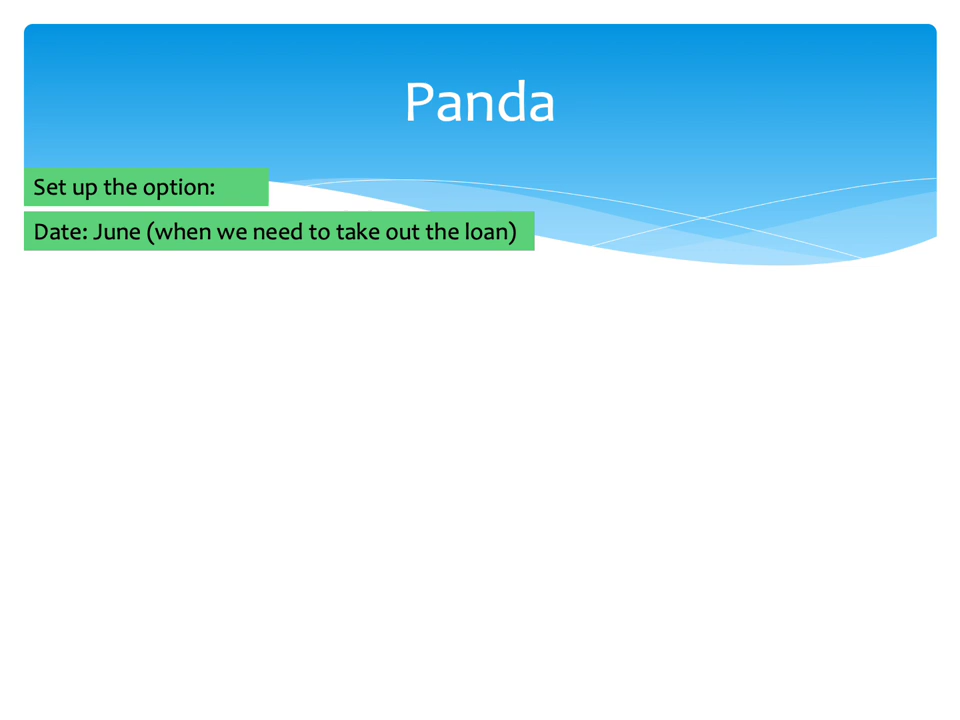 Panda
Set up the option:
Date: June (when we need to take out the loan)